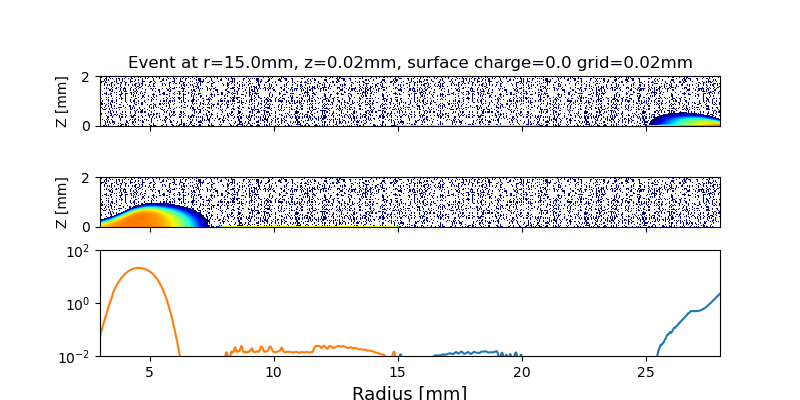 Event at r=15.0mm, z=0.02mm, surface charge=0.0 grid=0.02mm
2
Z [mm]
0
2
Z [mm]
0
10^2
10^0
10^−2
5 10 15 20 25
Radius [mm]